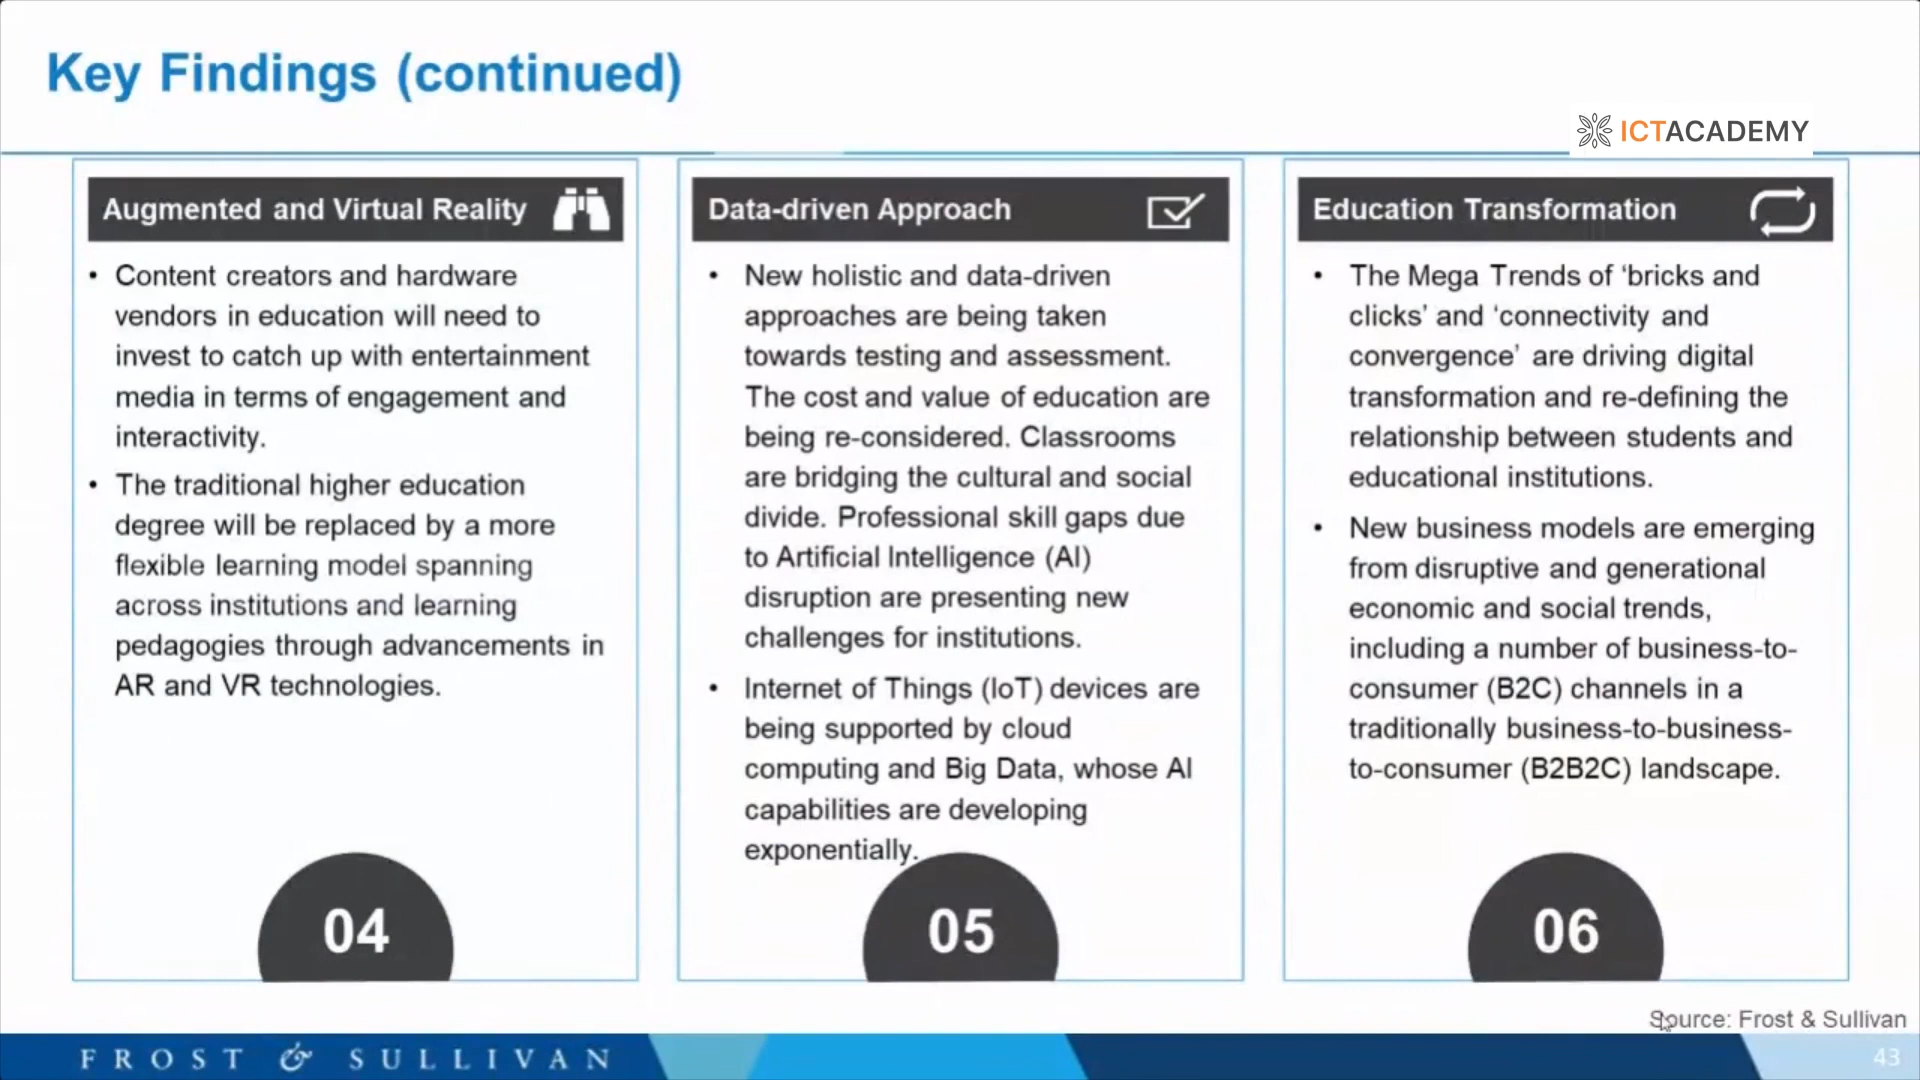 Key Findings (continued)
ICTACADEMY
Augmented and Virtual Reality
• Content creators and hardware
vendors in education will need to
invest to catch up with entertainment
media in terms of engagement and
interactivity.
• The traditional higher education
degree will be replaced by a more
flexible learning model spanning
across institutions and learning
pedagogies through advancements in
AR and VR technologies.
04
Data-driven Approach
• New holistic and data-driven
approaches are being taken
towards testing and assessment.
The cost and value of education are
being re-considered. Classrooms
are bridging the cultural and social
divide. Professional skill gaps due
to Artificial Intelligence (AI)
disruption are presenting new
challenges for institutions.
• Internet of Things (IoT) devices are
being supported by cloud
computing and Big Data, whose AI
capabilities are developing
exponentially.
05
Education Transformation
• The Mega Trends of ‘bricks and
clicks’ and ‘connectivity and
convergence’ are driving digital
transformation and re-defining the
relationship between students and
educational institutions.
• New business models are emerging
from disruptive and generational
economic and social trends,
including a number of business-to-
consumer (B2C) channels in a
traditionally business-to-business-
to-consumer (B2B2C) landscape.
06
Source: Frost & Sullivan
FROST & SULLIVAN
43